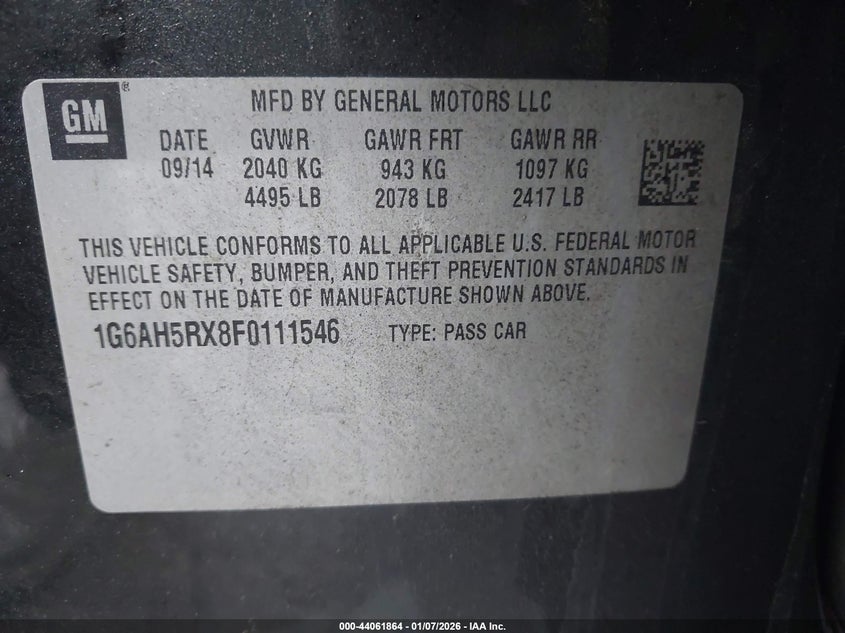 GM®
MFD BY GENERAL MOTORS LLC
DATE GVWR GAWR FRT GAWR RR
09/14 2040 KG 943 KG 1097 KG
4495 LB 2078 LB 2417 LB
THIS VEHICLE CONFORMS TO ALL APPLICABLE U.S. FEDERAL MOTOR
VEHICLE SAFETY, BUMPER, AND THEFT PREVENTION STANDARDS IN
EFFECT ON THE DATE OF MANUFACTURE SHOWN ABOVE.
1G6AH5RX8F0111546 TYPE: PASS CAR
000-44061864 | 01/07/2026 - IAA Inc.